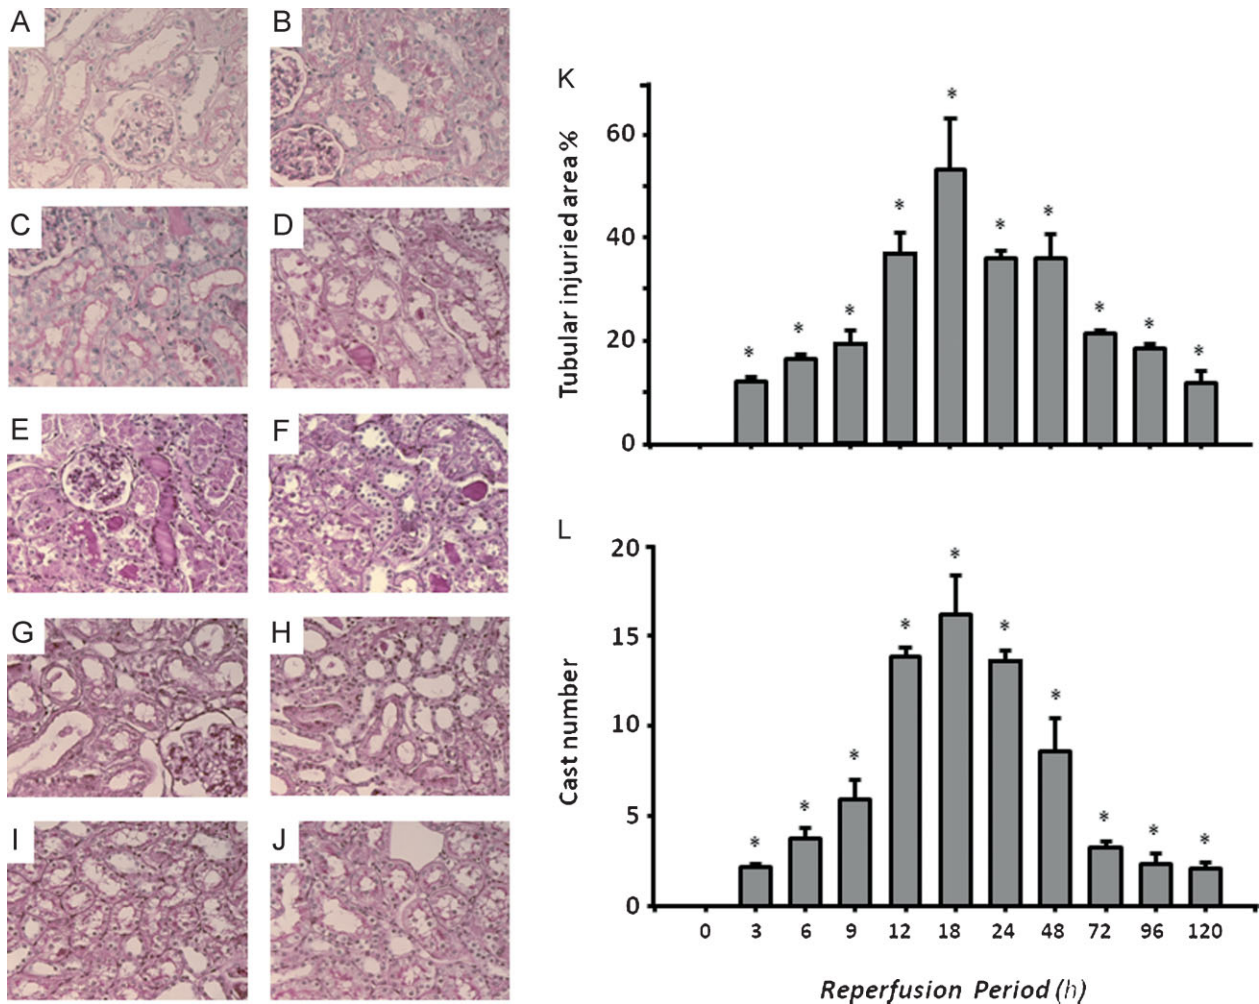 A
B
C
D
E
F
G
H
I
J
K
Tubular injuried area %
60
40
20
0
* * * * * * * * * *
L
Cast number
20
15
10
5
0
* * * * * * * * * *
0 3 6 9 12 18 24 48 72 96 120
Reperfusion Period (h)